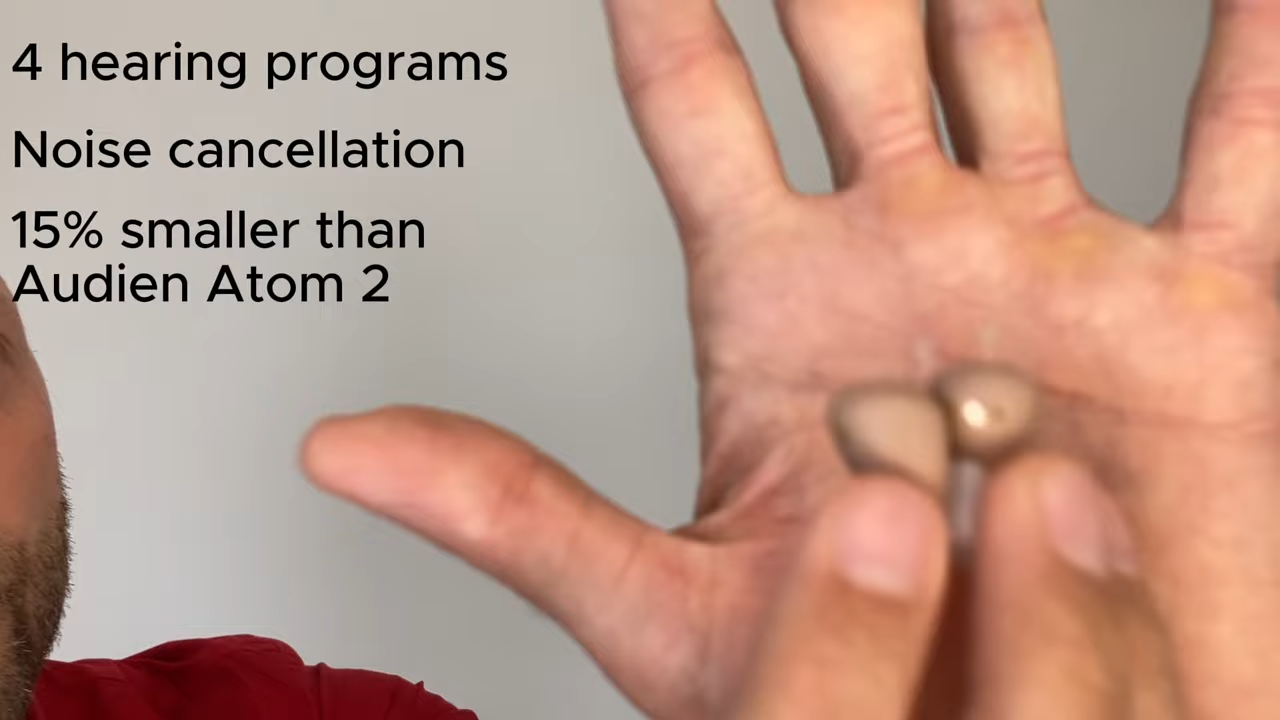 4 hearing programs
Noise cancellation
15% smaller than
Audien Atom 2